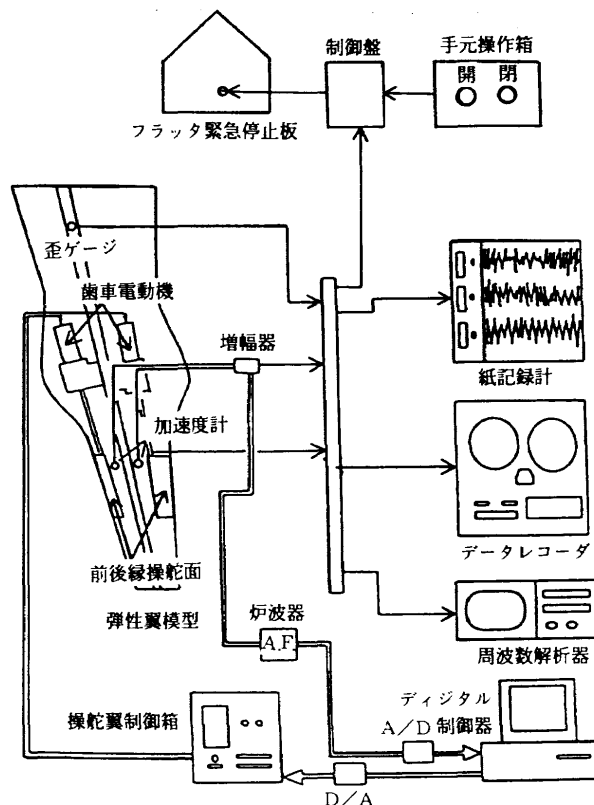 制御盤
手元操作箱
開 閉
フラッタ緊急停止板
歪ゲージ
歯車電動機
増幅器
紙記録計
加速度計
データレコーダ
前後縁操舵面
弾性翼模型
炉波器
A.F.
周波数解析器
ディジタル
制御器
A/D
操舵翼制御箱
D/A